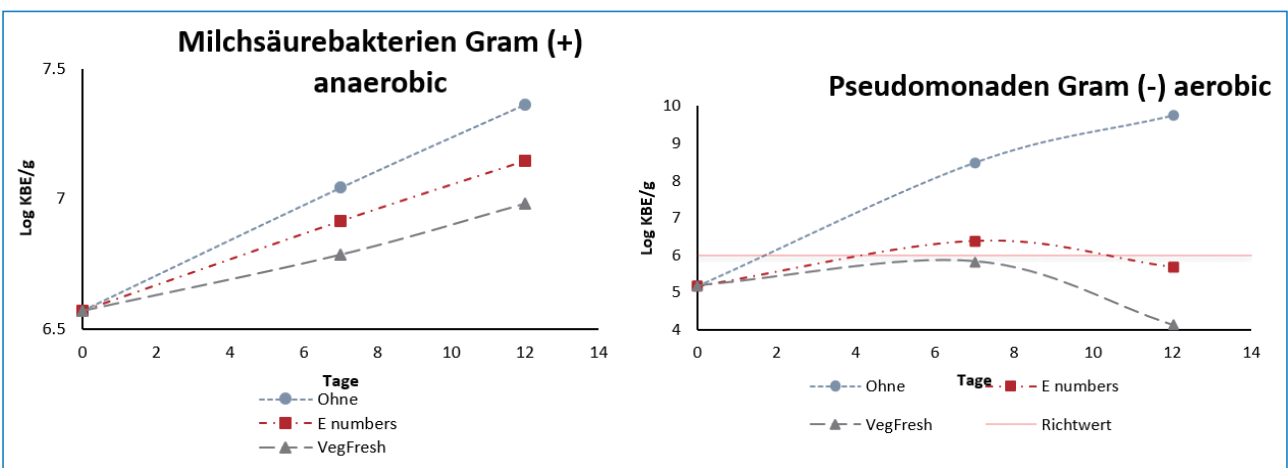 Milchsäurebakterien Gram (+)
anaerobic
7.5
7
6.5
Log KBE/g
0 2 4 6 8 10 12 14
Tage
Ohne
E numbers
VegFresh
Pseudomonaden Gram (-) aerobic
10
9
8
7
6
5
4
Log KBE/g
0 2 4 6 8 10 12 14
Tage
Ohne E numbers
VegFresh Richtwert